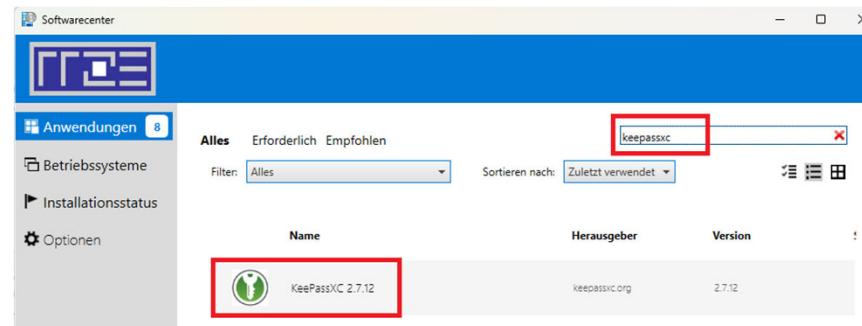 Softwarecenter
rrze
Anwendungen 8
Betriebssysteme
Installationsstatus
Optionen
Alles Erforderlich Empfohlen
keepassxc
Filter: Alles Sortieren nach: Zuletzt verwendet
Name Herausgeber Version
KeePassXC 2.7.12 keepassxc.org 2.7.12